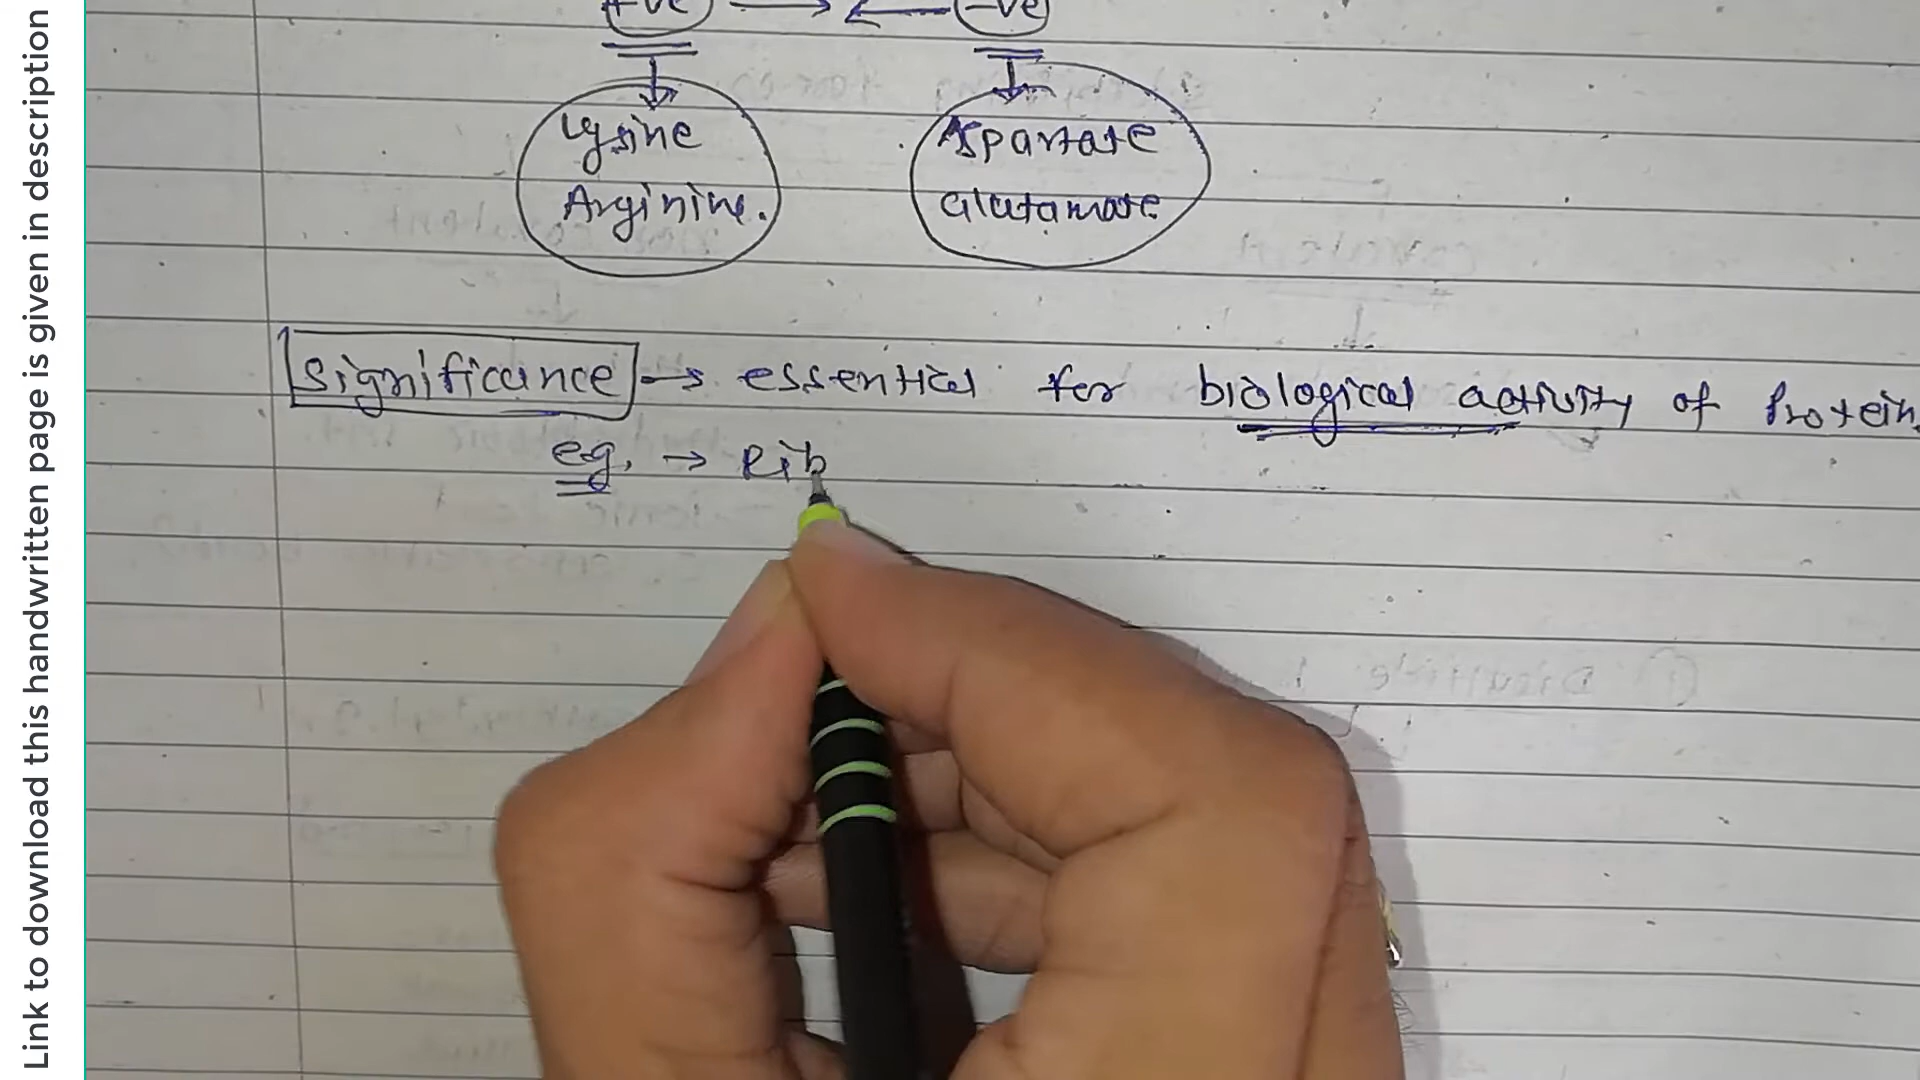 Link to download this handwritten page is given in description
+ve → ← -ve
Lysine Aspartate
Arginine. Glutamate
Significance → essential for biological activity of Protein.
e.g. → Rib